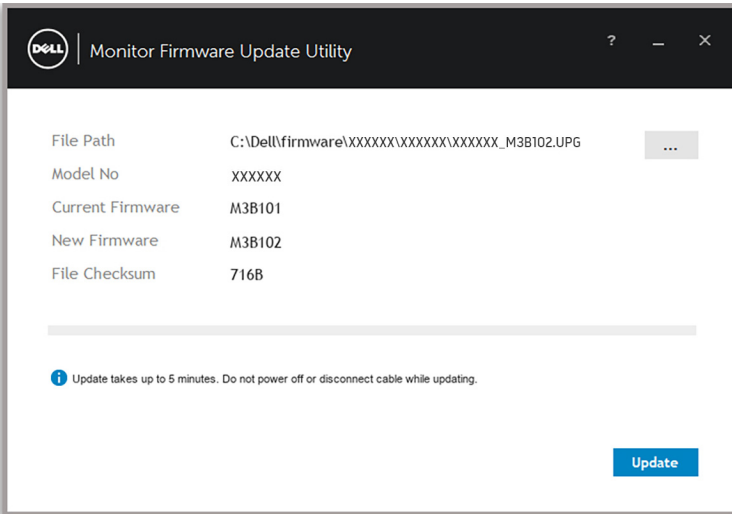 DELL Monitor Firmware Update Utility ? _ X
File Path C:\Dell\firmware\XXXXXX\XXXXXX\XXXXXX_M3B102.UPG ...
Model No XXXXXX
Current Firmware M3B101
New Firmware M3B102
File Checksum 716B
i Update takes up to 5 minutes. Do not power off or disconnect cable while updating.
Update